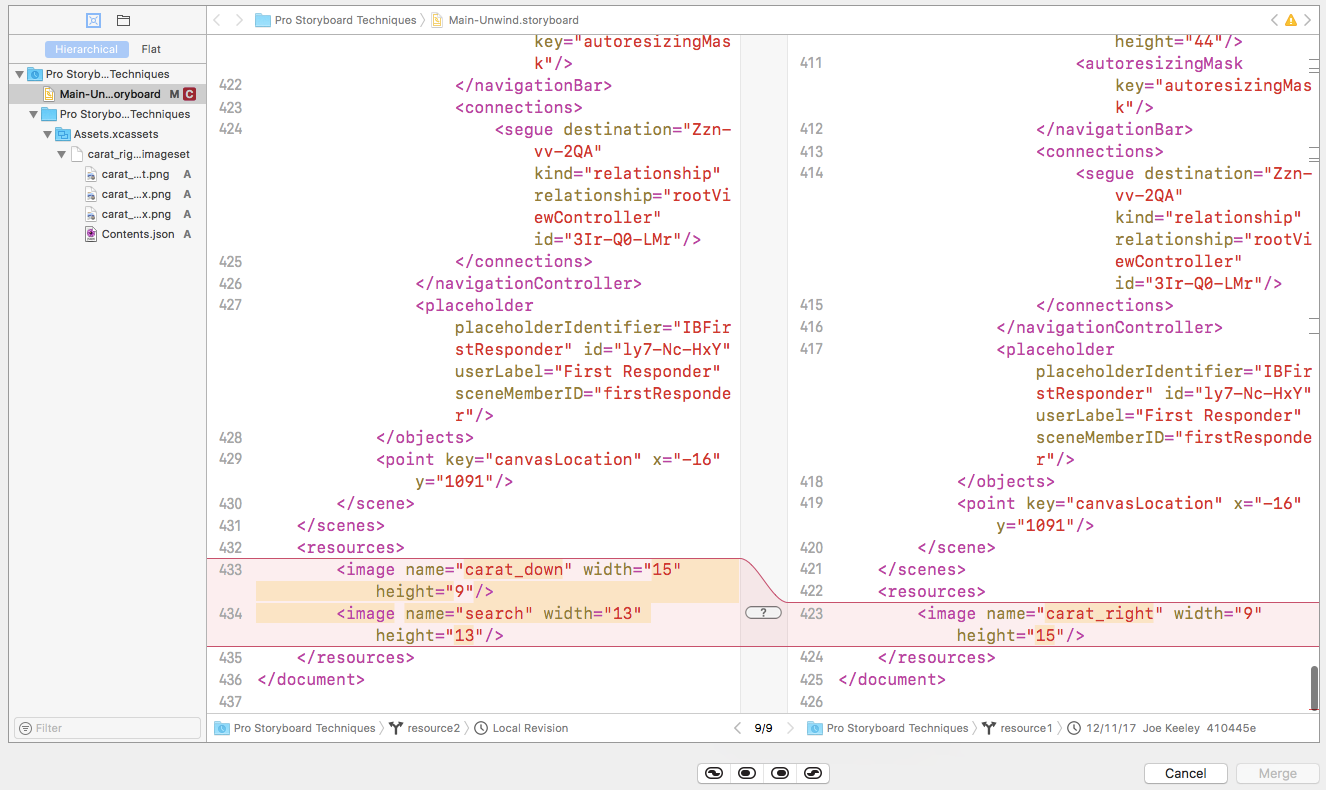 Pro Storyboard Techniques 〉 Main-Unwind.storyboard
Hierarchical Flat
Pro Storyb...Techniques
Main-Un...oryboard M C
Pro Storybo...Techniques
Assets.xcassets
carat_rig...imageset
carat_...t.png A
carat_...x.png A
carat_...x.png A
Contents.json A
Filter
key="autoresizingMas
k"/>
422 </navigationBar>
423 <connections>
424 <segue destination="Zzn-
vv-2QA"
kind="relationship"
relationship="rootVi
ewController"
id="3Ir-Q0-LMr"/>
425 </connections>
426 </navigationController>
427 <placeholder
placeholderIdentifier="IBFir
stResponder" id="ly7-Nc-HxY"
userLabel="First Responder"
sceneMemberID="firstResponde
r"/>
428 </objects>
429 <point key="canvasLocation" x="-16"
y="1091"/>
430 </scene>
431 </scenes>
432 <resources>
433 <image name="carat_down" width="15"
height="9"/>
434 <image name="search" width="13"
height="13"/>
435 </resources>
436 </document>
437
?
height="44"/>
411 <autoresizingMask
key="autoresizingMas
k"/>
412 </navigationBar>
413 <connections>
414 <segue destination="Zzn-
vv-2QA"
kind="relationship"
relationship="rootVi
ewController"
id="3Ir-Q0-LMr"/>
415 </connections>
416 </navigationController>
417 <placeholder
placeholderIdentifier="IBFir
stResponder" id="ly7-Nc-HxY"
userLabel="First Responder"
sceneMemberID="firstResponde
r"/>
418 </objects>
419 <point key="canvasLocation" x="-16"
y="1091"/>
420 </scene>
421 </scenes>
422 <resources>
423 <image name="carat_right" width="9"
height="15"/>
424 </resources>
425 </document>
426
Pro Storyboard Techniques 〉 resource2 〉 Local Revision
9/9
Pro Storyboard Techniques 〉 resource1 〉 12/11/17 Joe Keeley 410445e
Cancel Merge